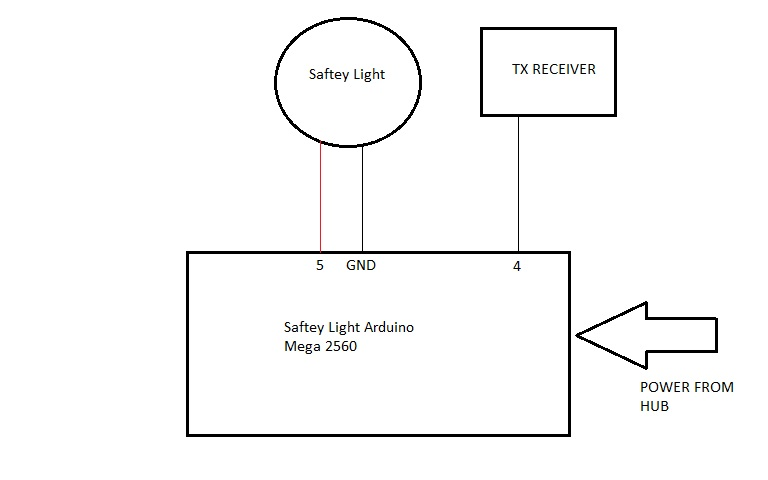 Saftey Light
TX RECEIVER
5 GND 4
Saftey Light Arduino
Mega 2560
POWER FROM
HUB